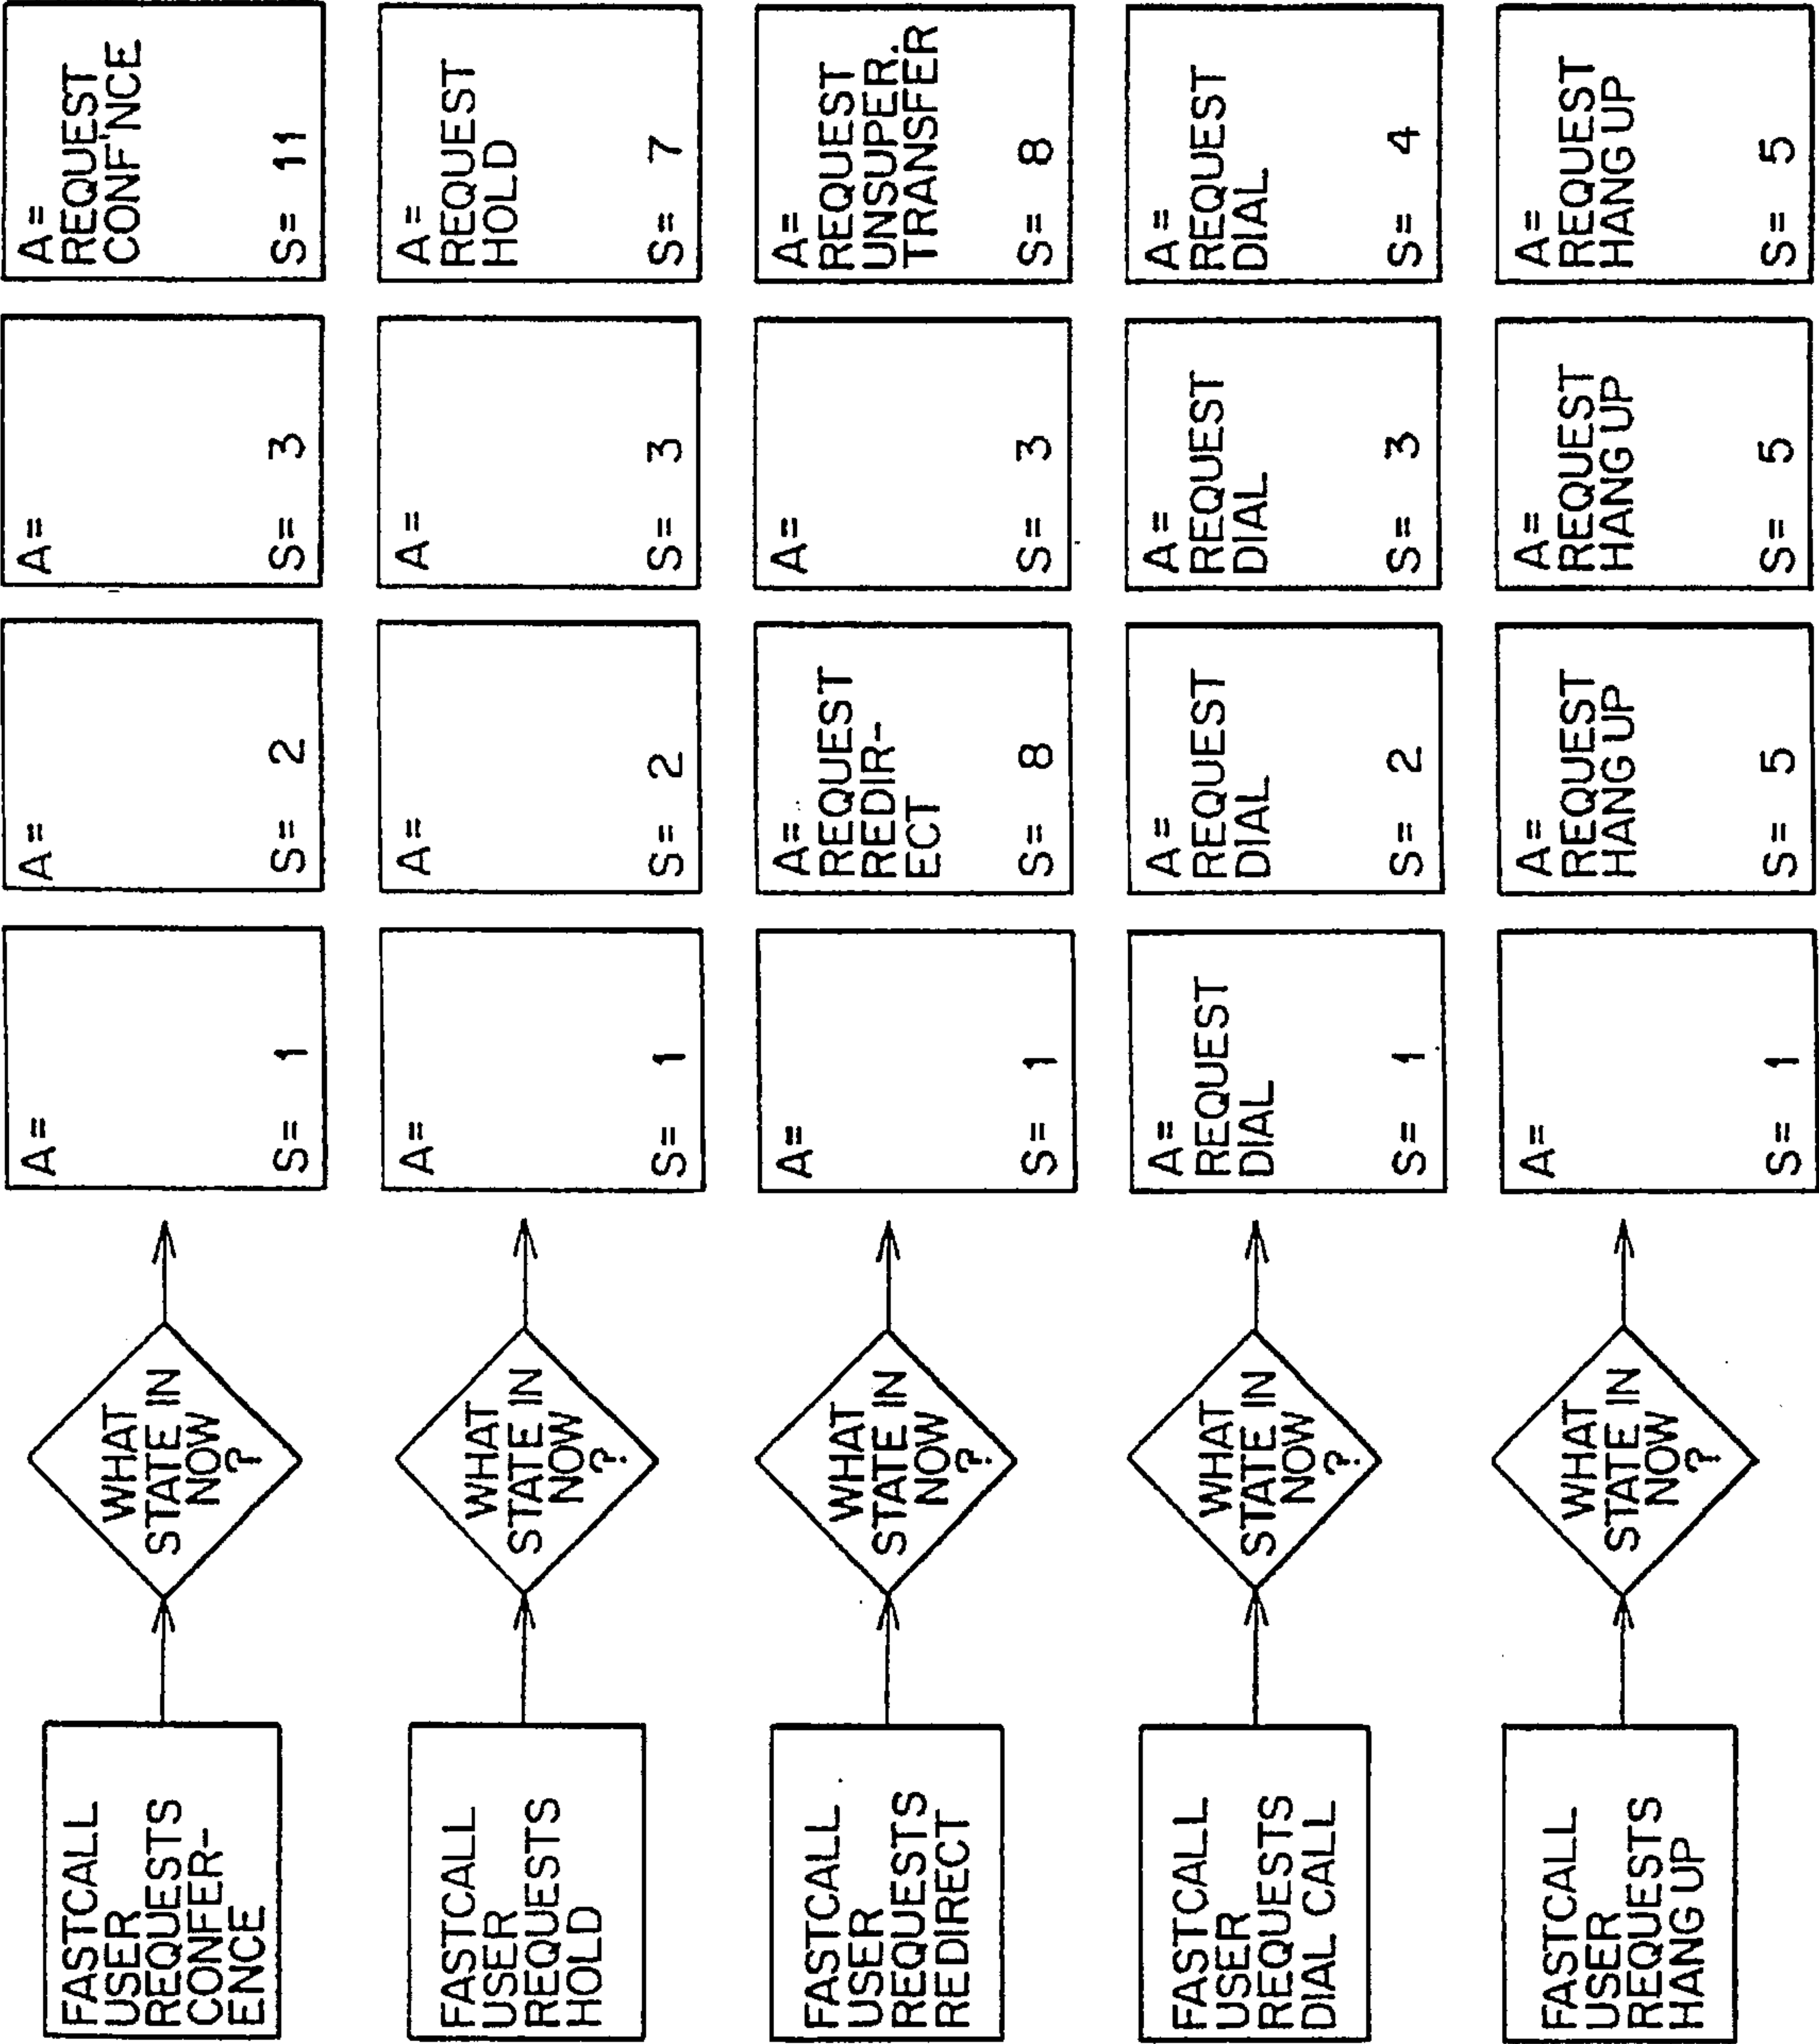 FASTCALL
USER
REQUESTS
CONFER-
ENCE
WHAT
STATE IN
NOW
?
A=
S= 1
A=
S= 2
A=
S= 3
A=
REQUEST
CONF'NCE
S= 11
FASTCALL
USER
REQUESTS
HOLD
WHAT
STATE IN
NOW
?
A=
S= 1
A=
S= 2
A=
S= 3
A=
REQUEST
HOLD
S= 7
FASTCALL
USER
REQUESTS
REDIRECT
WHAT
STATE IN
NOW
?
A=
S= 1
A=
REQUEST
REDIR-
ECT
S= 8
A=
S= 3
A=
REQUEST
UNSUPER.
TRANSFER
S= 8
FASTCALL
USER
REQUESTS
DIAL CALL
WHAT
STATE IN
NOW
?
A=
REQUEST
DIAL
S= 1
A=
REQUEST
DIAL
S= 2
A=
REQUEST
DIAL
S= 3
A=
REQUEST
DIAL
S= 4
FASTCALL
USER
REQUESTS
HANG UP
WHAT
STATE IN
NOW
?
A=
S= 1
A=
REQUEST
HANG UP
S= 5
A=
REQUEST
HANG UP
S= 5
A=
REQUEST
HANG UP
S= 5